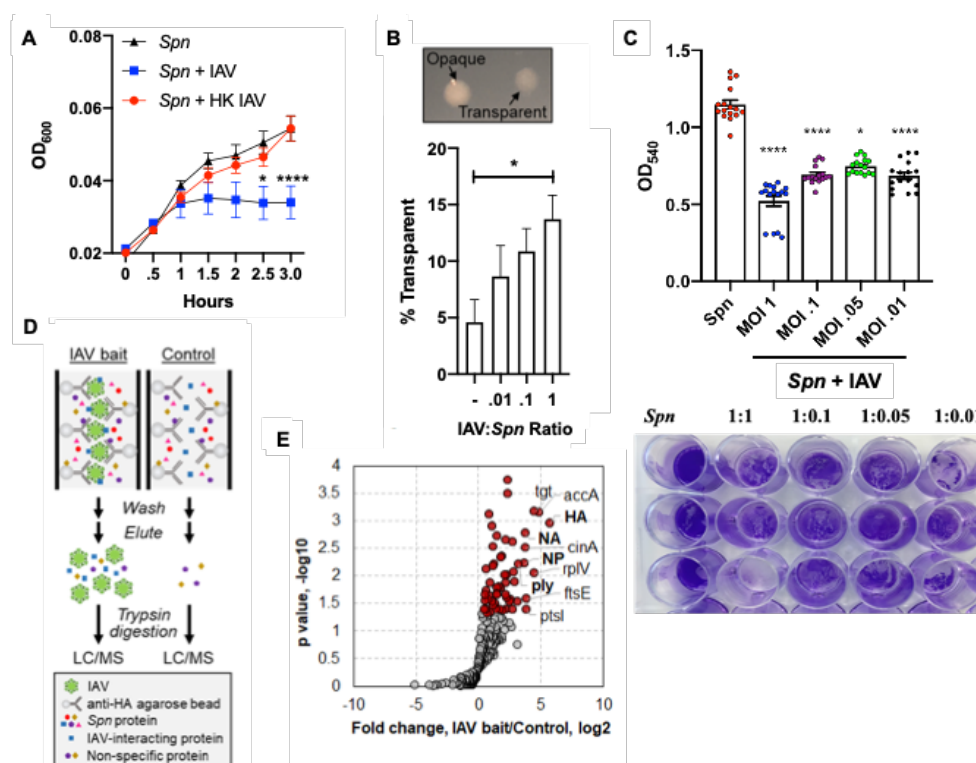 A
OD600
Spn
Spn + IAV
Spn + HK IAV
0.08
0.06
0.04
0.02
* ****
0 .5 1 1.5 2 2.5 3.0
Hours
B
Opaque
Transparent
% Transparent
20
15
10
5
0
*
- .01 .1 1
IAV:Spn Ratio
C
OD540
1.5
1.0
0.5
0.0
**** **** * ****
Spn MOI 1 MOI .1 MOI .05 MOI .01
Spn + IAV
Spn 1:1 1:0.1 1:0.05 1:0.0
D
IAV bait Control
Wash
Elute
Trypsin
digestion
LC/MS LC/MS
IAV
anti-HA agarose bead
Spn protein
IAV-interacting protein
Non-specific protein
E
p value, -log10
4
3.5
3
2.5
2
1.5
1
0.5
0
tgt
accA
HA
NA
cinA
NP
rplV
ply
ftsE
ptsI
-10 -5 0 5 10
Fold change, IAV bait/Control, log2